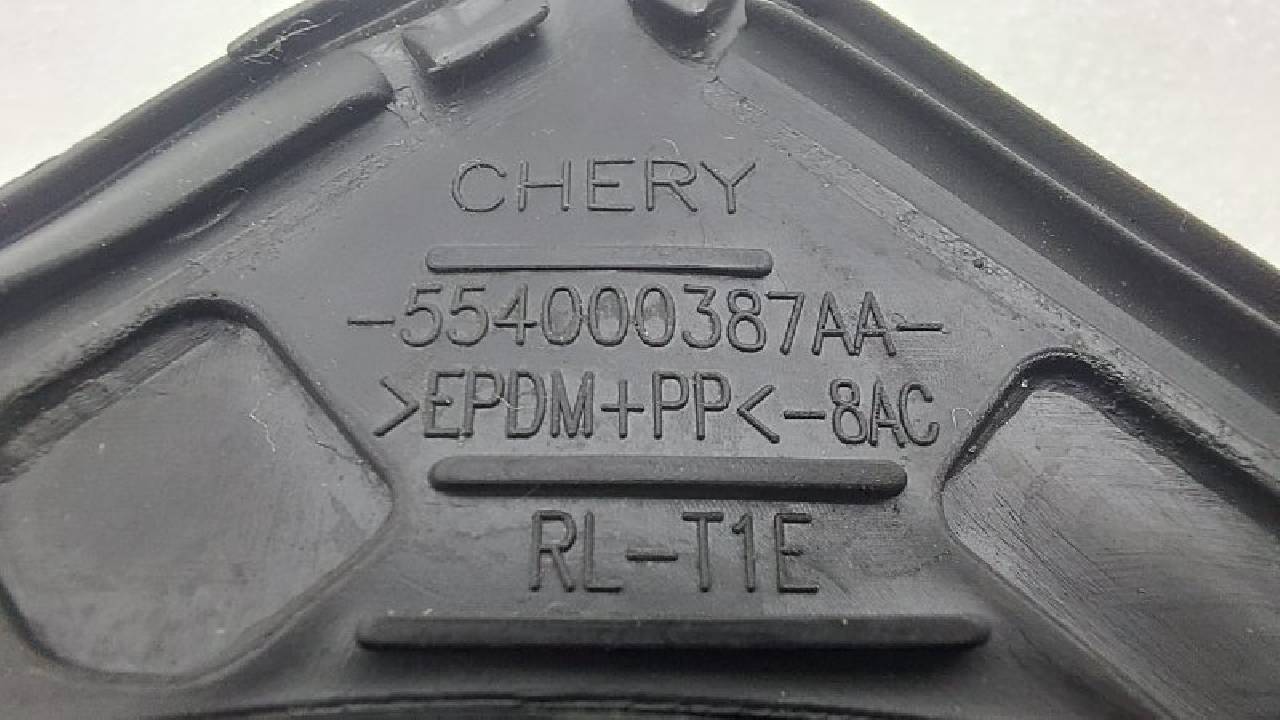 CHERY
-554000387AA-
>EPDM+PP<-8AC
RL-T1E